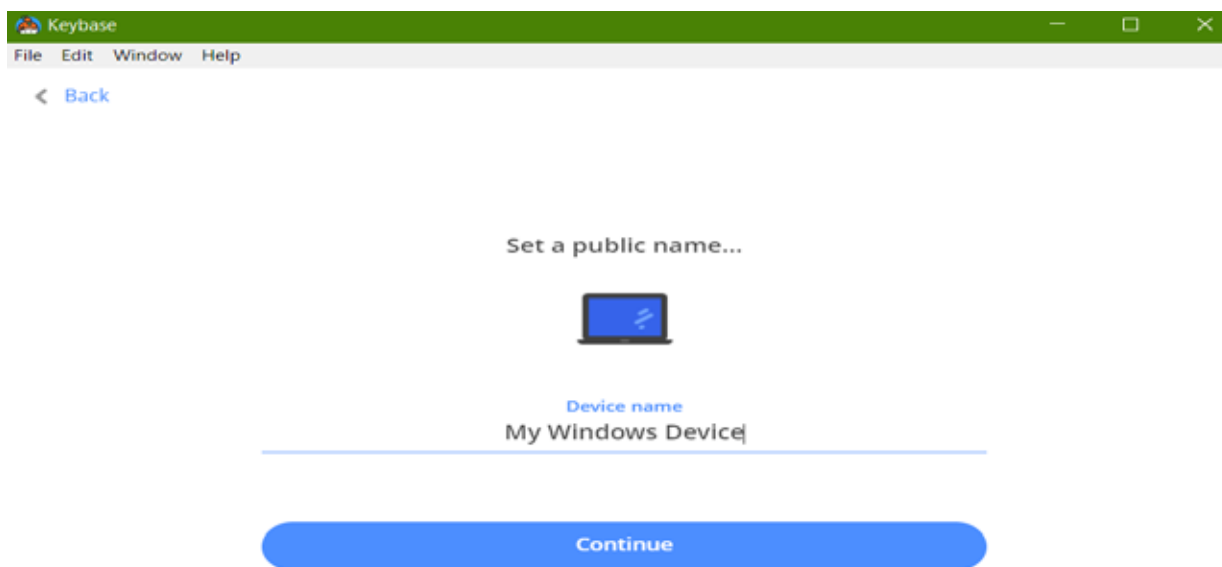 Keybase
File Edit Window Help
Back
Set a public name...
Device name
My Windows Device
Continue